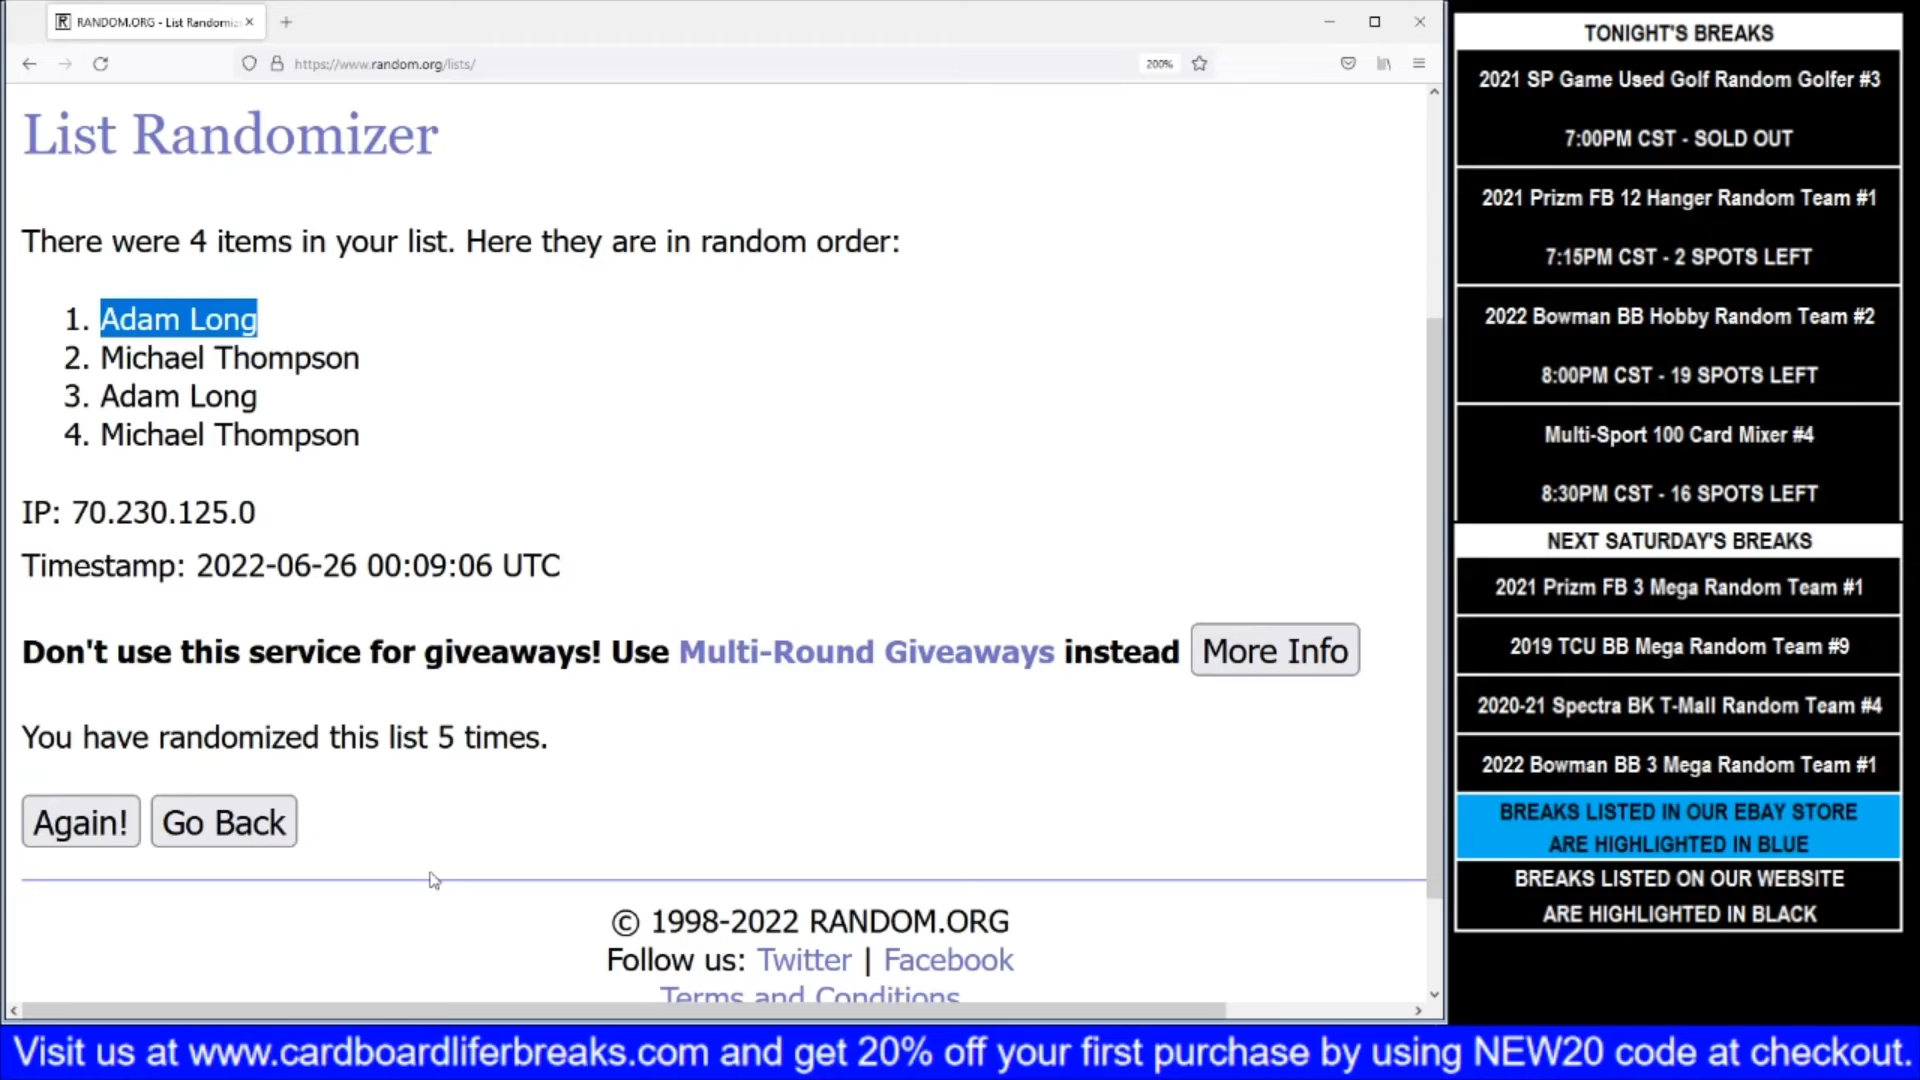 RANDOM.ORG - List Randomiz
https://www.random.org/lists/
200%
List Randomizer
There were 4 items in your list. Here they are in random order:
1. Adam Long
2. Michael Thompson
3. Adam Long
4. Michael Thompson
IP: 70.230.125.0
Timestamp: 2022-06-26 00:09:06 UTC
Don't use this service for giveaways! Use Multi-Round Giveaways instead More Info
You have randomized this list 5 times.
Again! Go Back
© 1998-2022 RANDOM.ORG
Follow us: Twitter | Facebook
Terms and Conditions
TONIGHT'S BREAKS
2021 SP Game Used Golf Random Golfer #3
7:00PM CST - SOLD OUT
2021 Prizm FB 12 Hanger Random Team #1
7:15PM CST - 2 SPOTS LEFT
2022 Bowman BB Hobby Random Team #2
8:00PM CST - 19 SPOTS LEFT
Multi-Sport 100 Card Mixer #4
8:30PM CST - 16 SPOTS LEFT
NEXT SATURDAY'S BREAKS
2021 Prizm FB 3 Mega Random Team #1
2019 TCU BB Mega Random Team #9
2020-21 Spectra BK T-Mall Random Team #4
2022 Bowman BB 3 Mega Random Team #1
BREAKS LISTED IN OUR EBAY STORE
ARE HIGHLIGHTED IN BLUE
BREAKS LISTED ON OUR WEBSITE
ARE HIGHLIGHTED IN BLACK
Visit us at www.cardboardliferbreaks.com and get 20% off your first purchase by using NEW20 code at checkout.